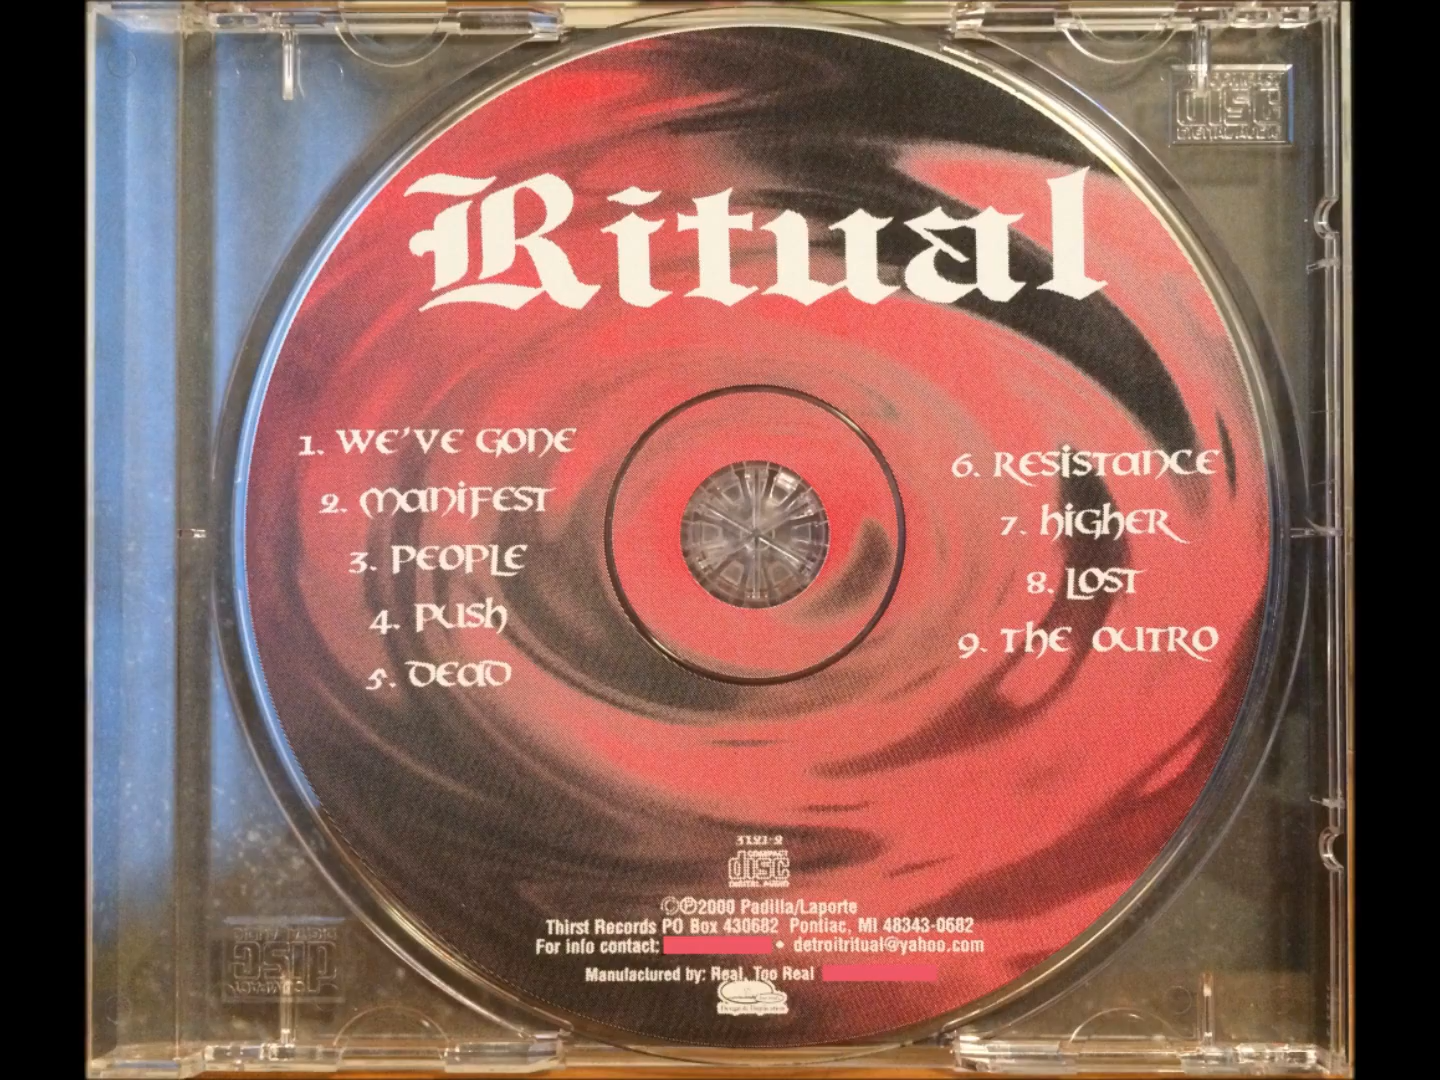 Ritual
1. WE'VE GONE
2. MANIFEST
3. PEOPLE
4. PUSH
5. DEAD
6. RESISTANCE
7. HIGHER
8. LOST
9. THE OUTRO
COMPACT
disc
DIGITAL AUDIO
©℗2000 Padilla/Laporte
Thirst Records PO Box 430682 Pontiac, MI 48343-0682
For info contact: • detroitritual@yahoo.com
Manufactured by: Real, Too Real
disc
DIGITAL AUDIO